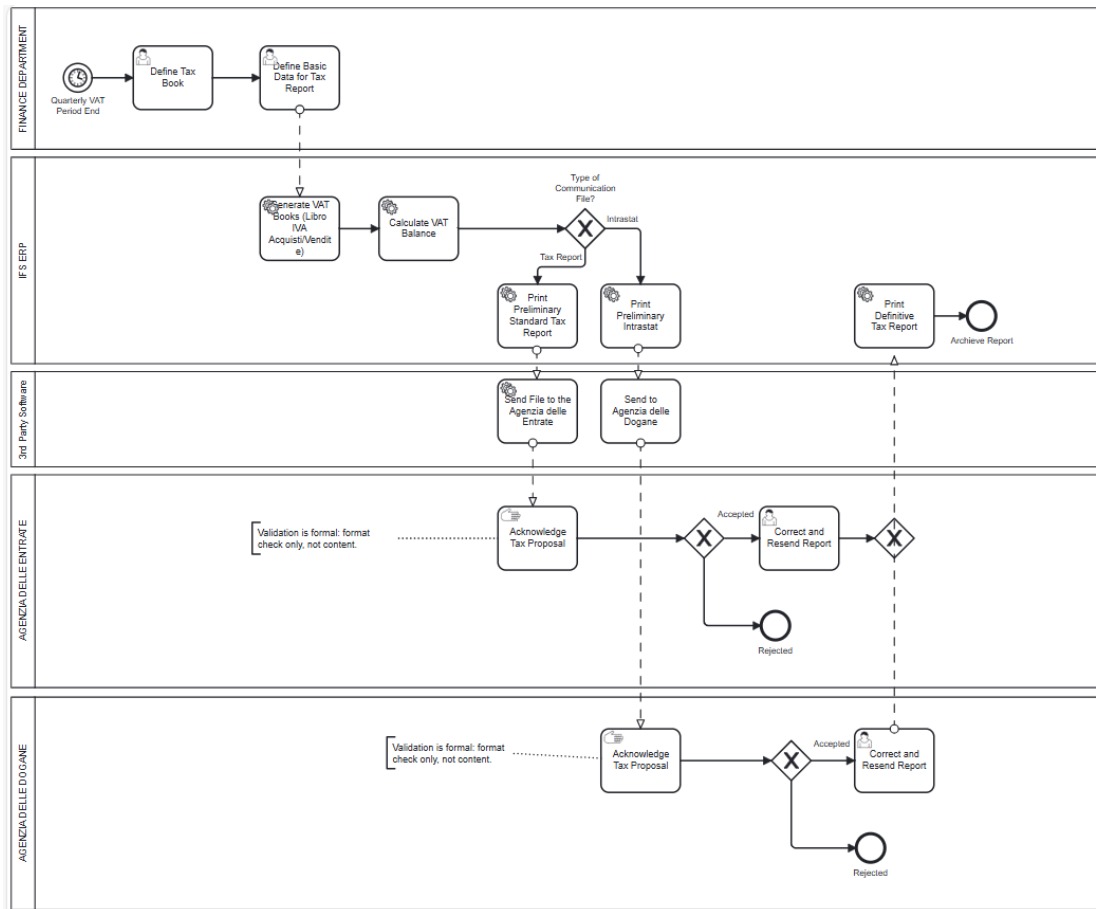 FINANCE DEPARTMENT
Quarterly VAT
Period End
Define Tax
Book
Define Basic
Data for Tax
Report
IFS ERP
Generate VAT
Books (Libro
IVA
Acquisti/Vendit
e)
Calculate VAT
Balance
Type of
Communication
File?
Intrastat
Tax Report
Print
Preliminary
Standard Tax
Report
Print
Preliminary
Intrastat
Print
Definitive
Tax Report
Archieve Report
3rd Party Software
Send File to the
Agenzia delle
Entrate
Send to
Agenzia delle
Dogane
AGENZIA DELLE ENTRATE
Validation is formal: format
check only, not content.
Acknowledge
Tax Proposal
Accepted
Correct and
Resend Report
Rejected
AGENZIA DELLE DOGANE
Validation is formal: format
check only, not content.
Acknowledge
Tax Proposal
Accepted
Correct and
Resend Report
Rejected